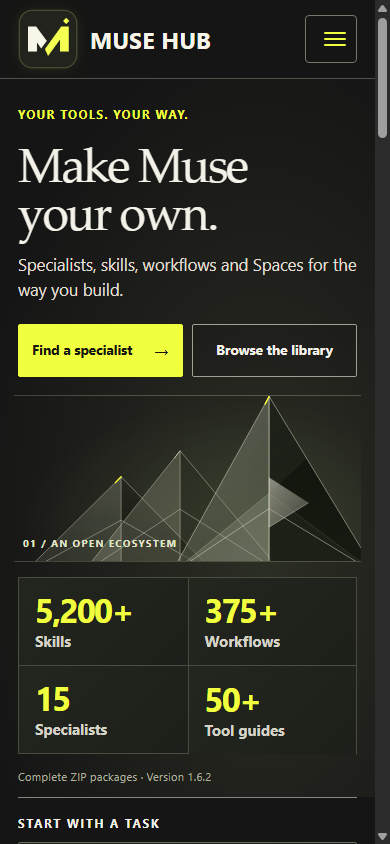 MUSE HUB
YOUR TOOLS. YOUR WAY.
Make Muse
your own.
Specialists, skills, workflows and Spaces for the
way you build.
Find a specialist →
Browse the library
01 / AN OPEN ECOSYSTEM
5,200+
Skills
375+
Workflows
15
Specialists
50+
Tool guides
Complete ZIP packages · Version 1.6.2
START WITH A TASK